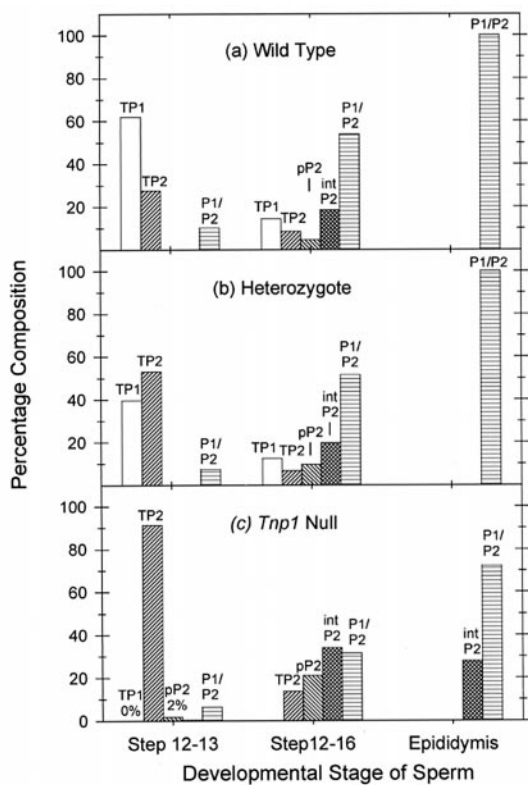 Percentage Composition
(a) Wild Type
100
80
60
40
20
TP1
TP2
P1/
P2
TP1
TP2
pP2
int
P2
P1/
P2
P1/P2
(b) Heterozygote
100
80
60
40
20
TP1
TP2
P1/
P2
TP1
TP2
pP2
int
P2
P1/
P2
P1/P2
(c) Tnp1 Null
100
80
60
40
20
0
TP1
0%
TP2
pP2
2%
P1/
P2
TP2
pP2
int
P2
P1/
P2
int
P2
P1/
P2
Step 12-13
Step12-16
Epididymis
Developmental Stage of Sperm